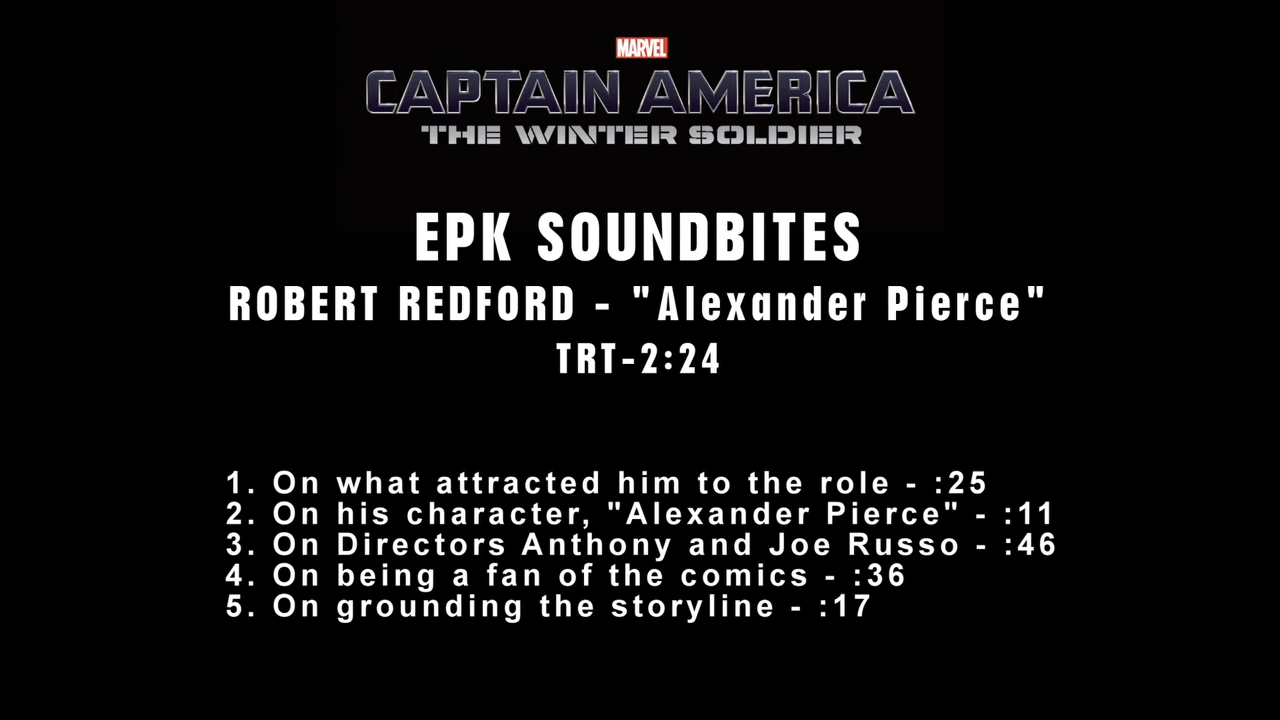 MARVEL
CAPTAIN AMERICA
THE WINTER SOLDIER
EPK SOUNDBITES
ROBERT REDFORD - "Alexander Pierce"
TRT-2:24
1. On what attracted him to the role - :25
2. On his character, "Alexander Pierce" - :11
3. On Directors Anthony and Joe Russo - :46
4. On being a fan of the comics - :36
5. On grounding the storyline - :17